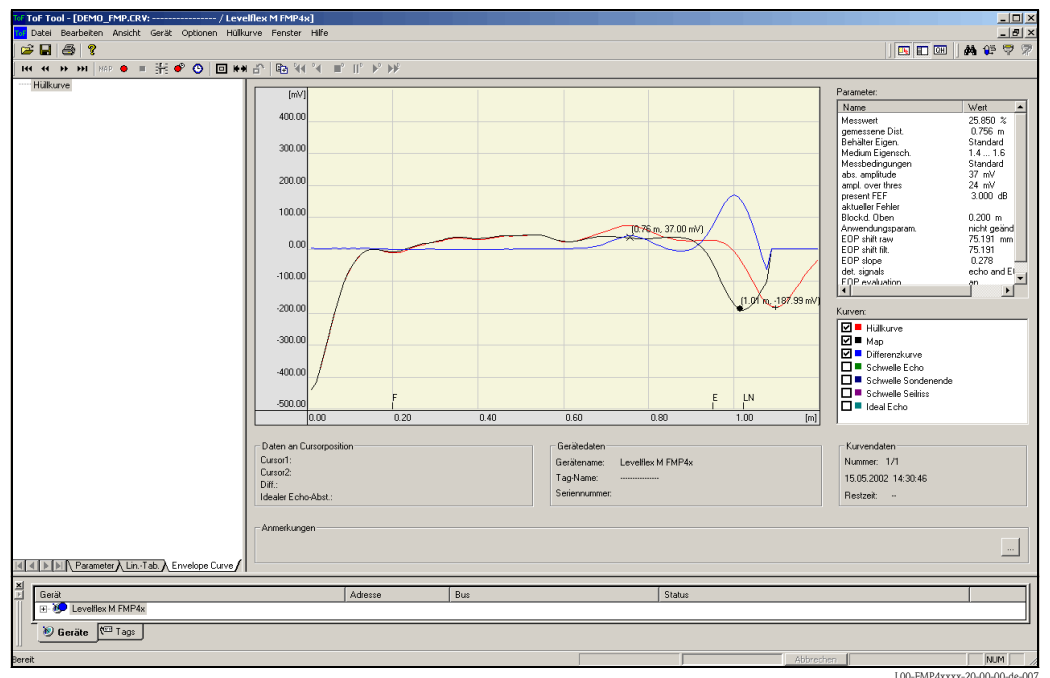 ToF Tool - [DEMO_FMP.CRV: --------------- / Levelflex M FMP4x]
Datei Bearbeiten Ansicht Gerät Optionen Hüllkurve Fenster Hilfe
MAP
Hüllkurve
[mV]
400.00
300.00
200.00
100.00
0.00
-100.00
-200.00
-300.00
-400.00
-500.00
(0.76 m, 37.00 mV)
(1.01 m, -187.99 mV)
F E LN
0.00 0.20 0.40 0.60 0.80 1.00 [m]
Parameter:
Name Wert
Messwert 25.850 %
gemessene Dist. 0.756 m
Behälter Eigen. Standard
Medium Eigensch. 1.4 ... 1.6
Messbedingungen Standard
abs. amplitude 37 mV
ampl. over thres 24 mV
present FEF 3.000 dB
aktueller Fehler
Blockd. Oben 0.200 m
Anwendungsparam. nicht geänd
EOP shift raw 75.191 mm
EOP shift filt. 75.191
EOP slope 0.278
det. signals echo and E
EOP evaluation an
Kurven:
Hüllkurve
Map
Differenzkurve
Schwelle Echo
Schwelle Sondenende
Schwelle Seilriss
Ideal Echo
Daten an Cursorposition
Cursor1:
Cursor2:
Diff.:
Idealer Echo-Abst.:
Gerätedaten
Gerätename: Levelflex M FMP4x
Tag-Name: ---------------
Seriennummer:
Kurvendaten
Nummer: 1/1
15.05.2002 14:30:46
Restzeit: --
Anmerkungen
...
Parameter Lin.-Tab. Envelope Curve
Gerät Adresse Bus Status
Levelflex M FMP4x
Geräte Tags
Bereit Abbrechen NUM
L00-FMP4xxxx-20-00-00-de-007